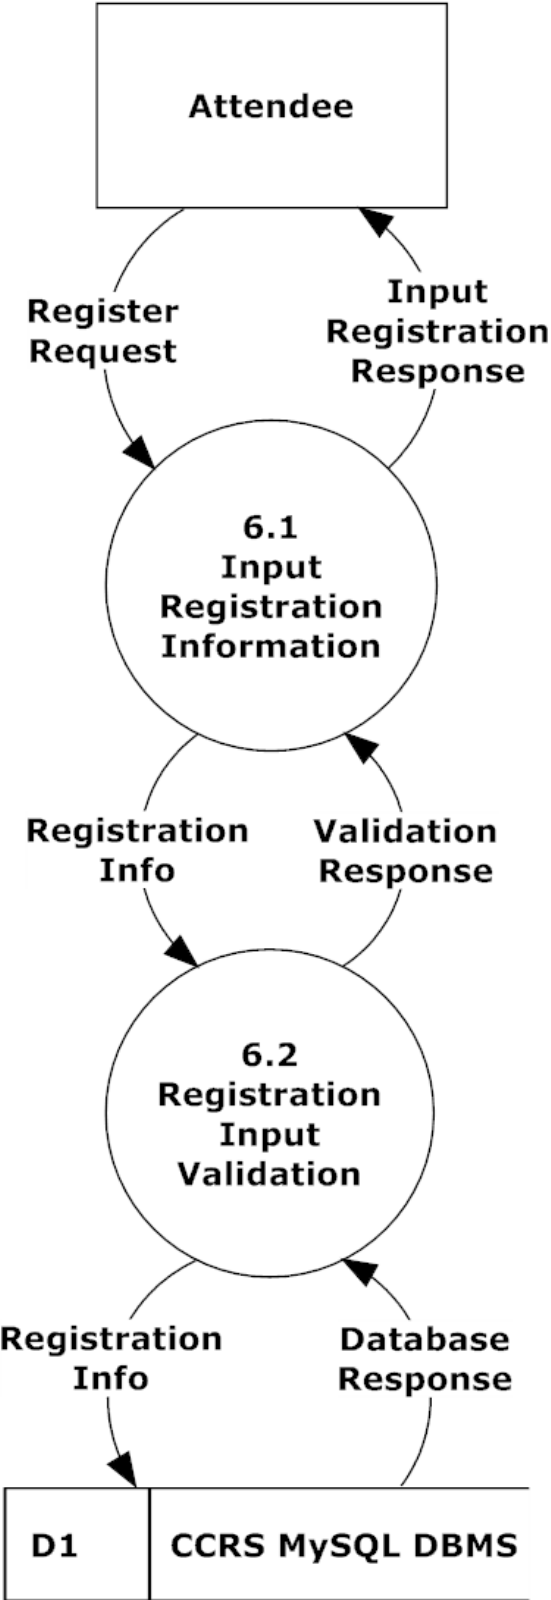 Attendee
Register
Request
Input
Registration
Response
6.1
Input
Registration
Information
Registration
Info
Validation
Response
6.2
Registration
Input
Validation
Registration
Info
Database
Response
D1
CCRS MySQL DBMS